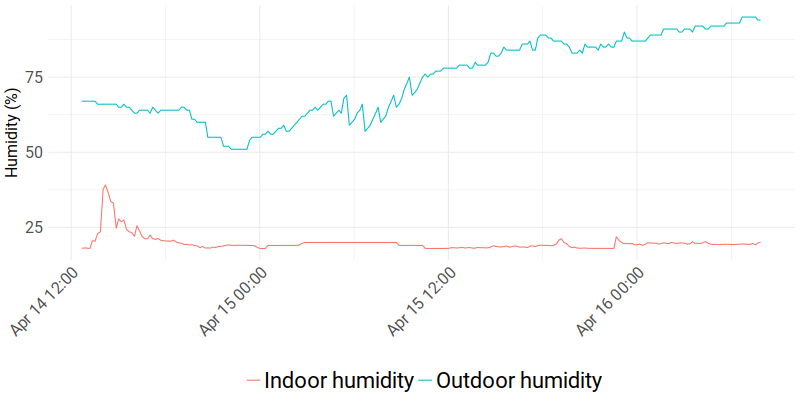 Humidity (%)
75
50
25
Apr 14 12:00
Apr 15 00:00
Apr 15 12:00
Apr 16 00:00
Indoor humidity Outdoor humidity